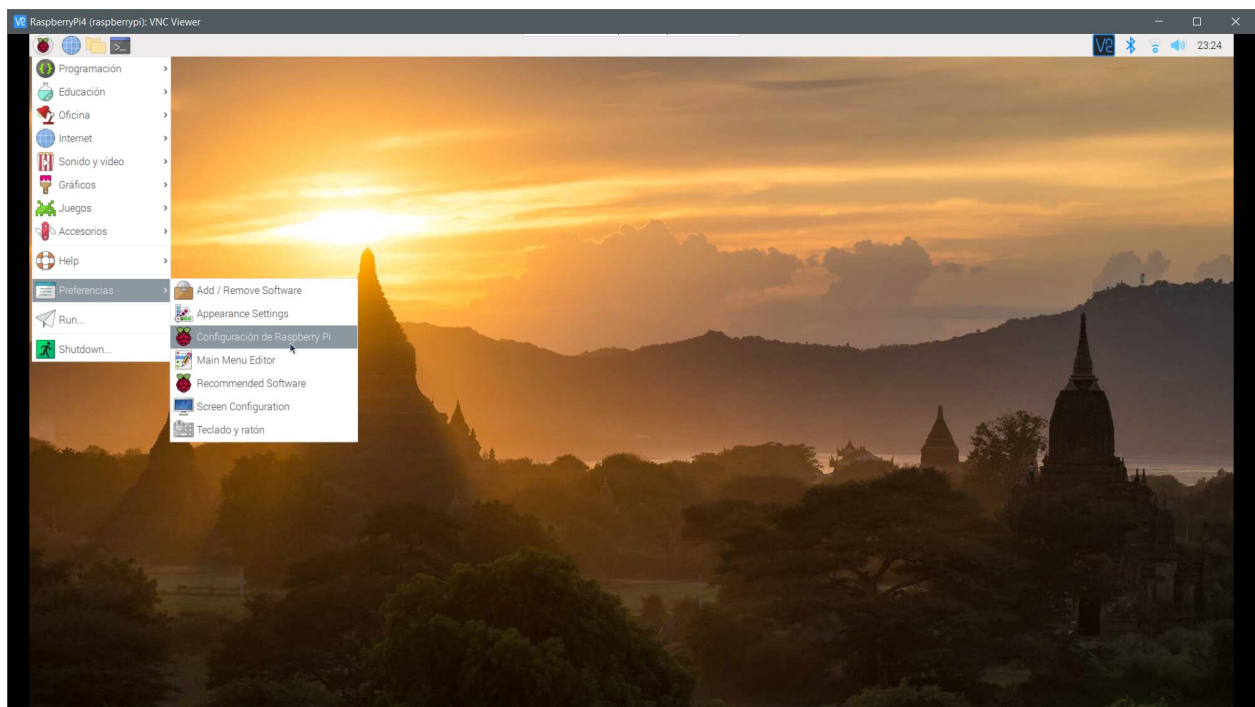 RaspberryPi4 (raspberrypi): VNC Viewer
23:24
Programación
Educación
Oficina
Internet
Sonido y vídeo
Gráficos
Juegos
Accesorios
Help
Preferencias
Run...
Shutdown...
Add / Remove Software
Appearance Settings
Configuración de Raspberry Pi
Main Menu Editor
Recommended Software
Screen Configuration
Teclado y ratón